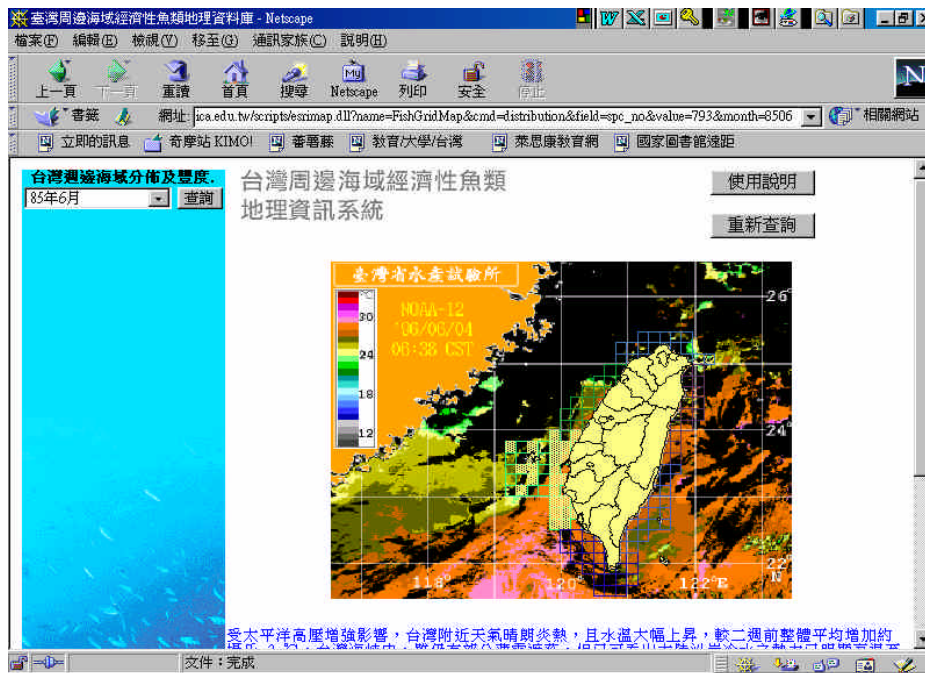 臺灣周邊海域經濟性魚類地理資料庫 - Netscape
檔案(F) 編輯(E) 檢視(V) 移至(G) 通訊家族(C) 說明(H)
上一頁 下一頁 重讀 首頁 搜尋 Netscape 列印 安全 停止
書籤 網址: ica.edu.tw/scripts/esrimap.dll?name=FishGridMap&cmd=distribution&field=spc_no&value=793&month=8506 相關網站
立即的訊息 奇摩站 KIMO! 蕃薯藤 教育/大學/台灣 萊思康教育網 國家圖書館遠距
台灣週邊海域分佈及豐度.
85年6月 查詢
台灣周邊海域經濟性魚類
地理資訊系統
使用說明
重新查詢
臺灣省水產試驗所
°C
30
24
18
12
NOAA-12
'96/06/04
06:38 CST
26°
24°
22°
N
118° 120° 122°E
受太平洋高壓增強影響，台灣附近天氣晴朗炎熱，且水溫大幅上昇，較二週前整體平均增加約
文件：完成